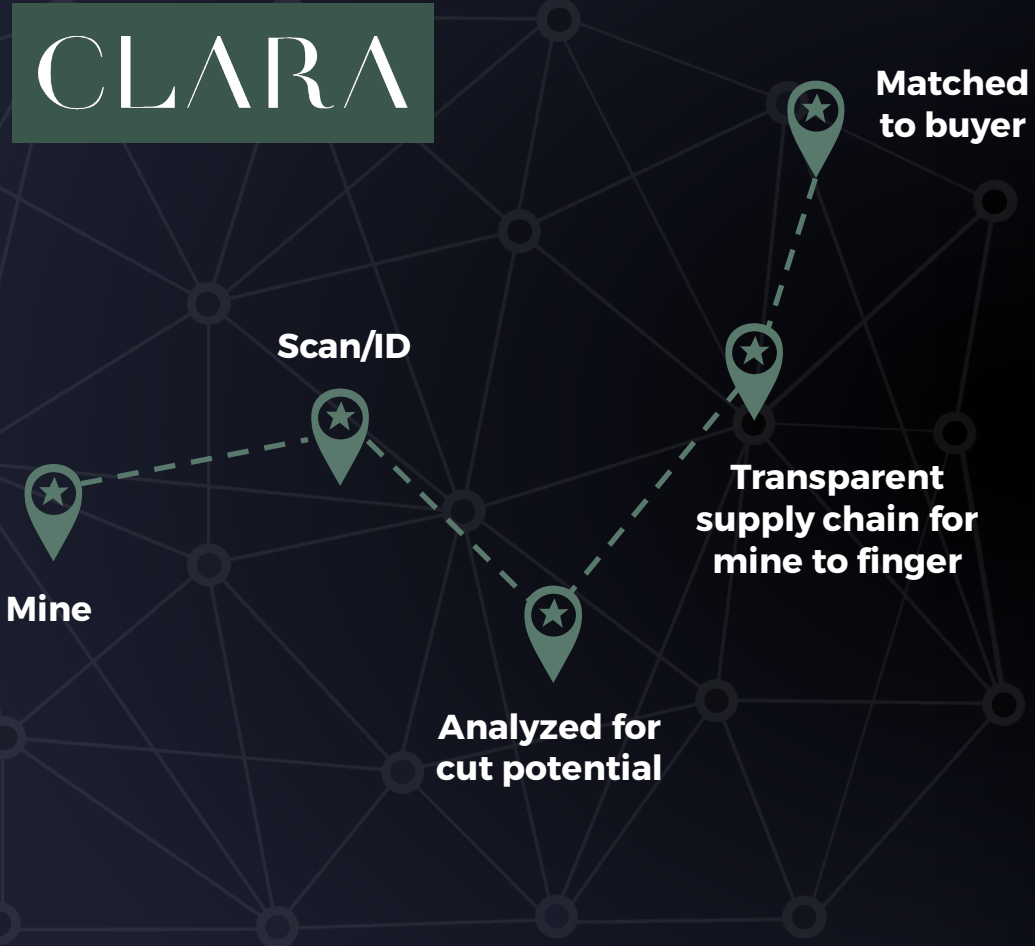 CLARA
Matched
to buyer
Scan/ID
Transparent
supply chain for
mine to finger
Mine
Analyzed for
cut potential